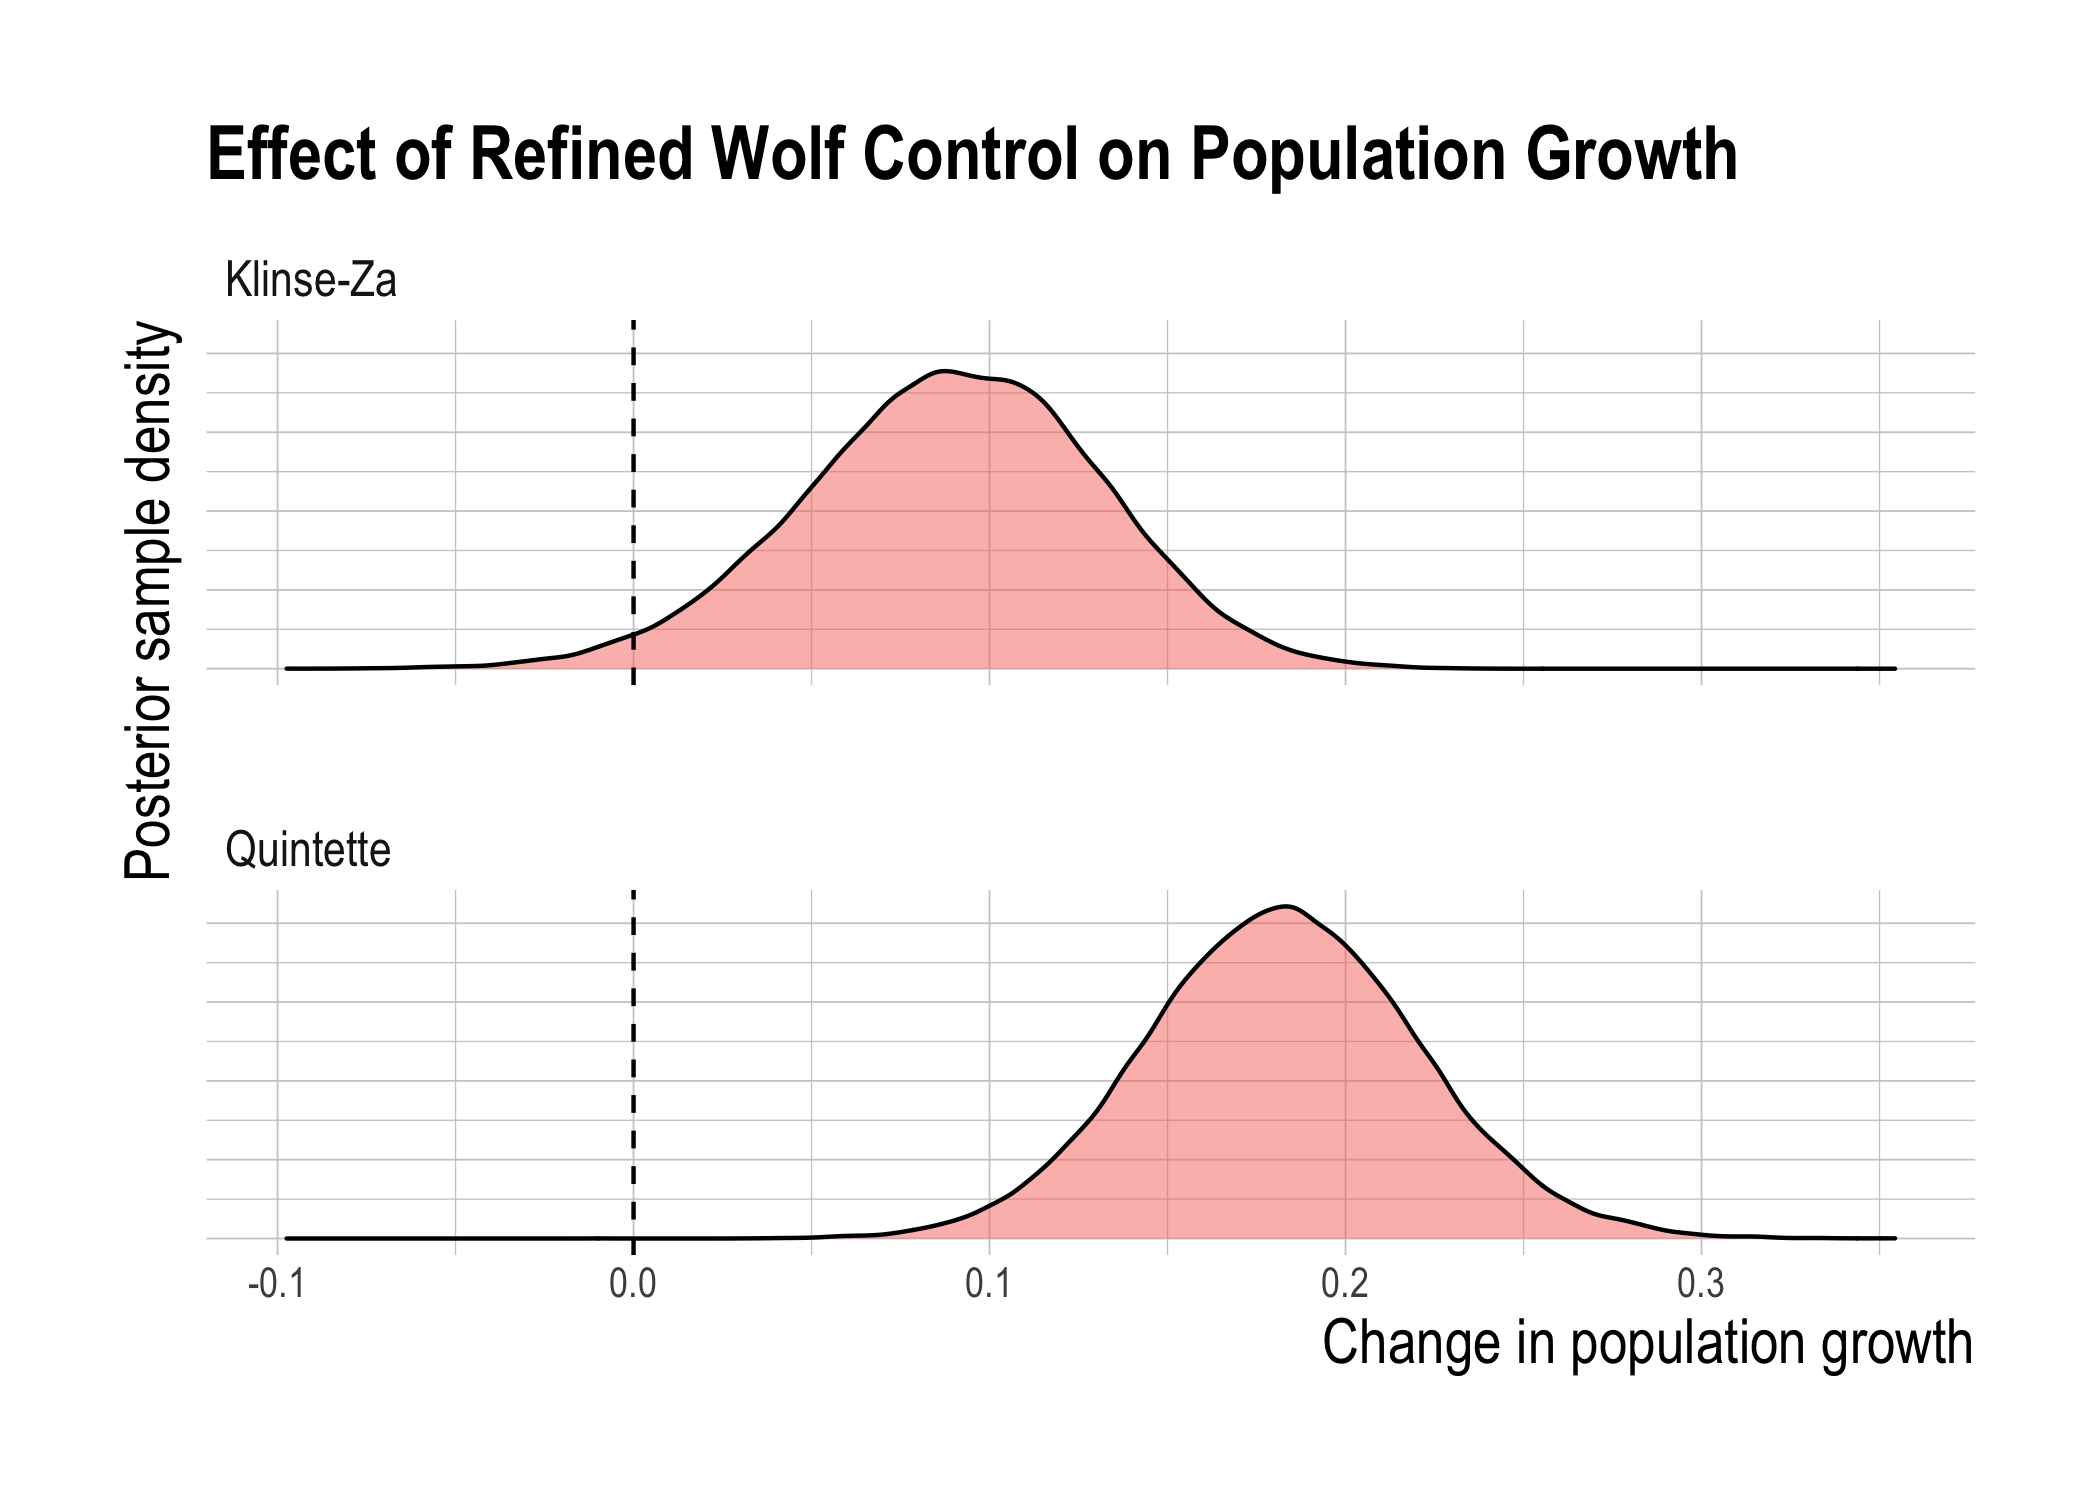 Effect of Refined Wolf Control on Population Growth
Klinse-Za
Posterior sample density
Quintette
-0.1 0.0 0.1 0.2 0.3
Change in population growth